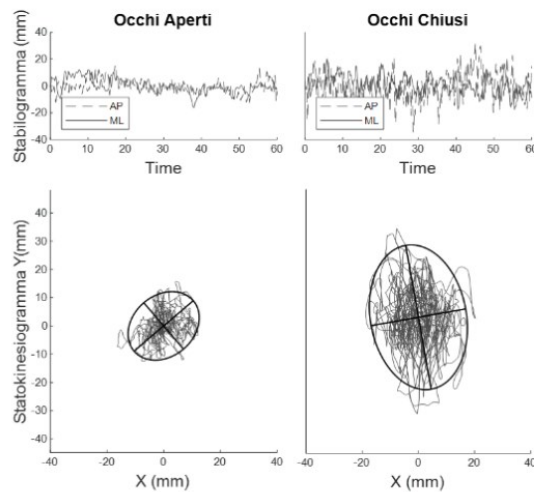 Occhi Aperti
Occhi Chiusi
Stabilogramma (mm)
40
20
0
-20
-40
AP
ML
0 10 20 30 40 50 60
Time
AP
ML
0 10 20 30 40 50 60
Time
Statokinesiogramma Y(mm)
40
30
20
10
0
-10
-20
-30
-40
-40 -20 0 20 40
X (mm)
-40 -20 0 20 40
X (mm)